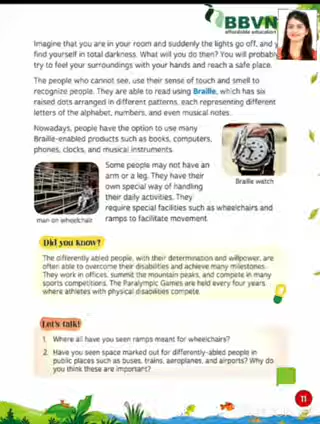 BBVN
affordable education
Imagine that you are in your room and suddenly the lights go off, and y
find yourself in total darkness. What will you do then? You will probabl
try to feel your surroundings with your hands and reach a safe place.
The people who cannot see, use their sense of touch and smell to
recognize people. They are able to read using Braille, which has six
raised dots arranged in different patterns, each representing different
letters of the alphabet, numbers, and even musical notes.
Nowadays, people have the option to use many
Braille-enabled products such as books, computers,
phones, clocks, and musical instruments.
Braille watch
Some people may not have an
arm or a leg. They have their
own special way of handling
their daily activities. They
require special facilities such as wheelchairs and
ramps to facilitate movement.
man on wheelchair
Did you know?
The differently abled people, with their determination and willpower, are
often able to overcome their disabilities and achieve many milestones.
They work in offices, summit the mountain peaks, and compete in many
sports competitions. The Paralympic Games are held every four years
where athletes with physical disabilities compete.
Let's talk!
1. Where all have you seen ramps meant for wheelchairs?
2. Have you seen space marked out for differently-abled people in
public places such as buses, trains, aeroplanes, and airports? Why do
you think these are important?
11